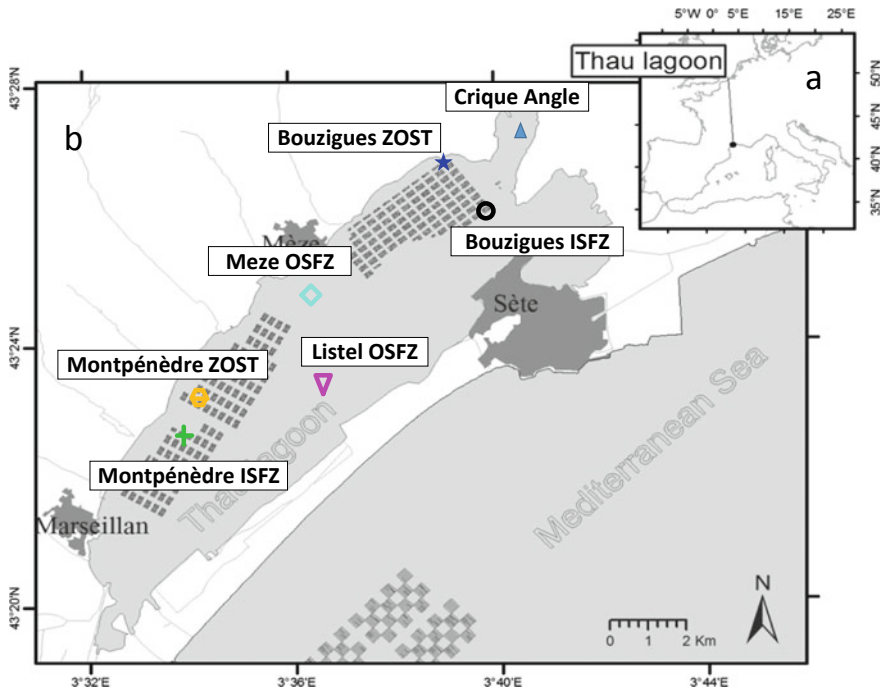 5°W 0° 5°E 15°E 25°E
Thau lagoon
a
50°N
45°N
40°N
35°N
43°28'N
43°24'N
43°20'N
b
Crique Angle
Bouzigues ZOST
Bouzigues ISFZ
Mèze
Meze OSFZ
Sète
Montpénèdre ZOST
Listel OSFZ
Montpénèdre ISFZ
Thau lagoon
Marseillan
Mediterranean Sea
N
0 1 2 Km
3°32'E 3°36'E 3°40'E 3°44'E